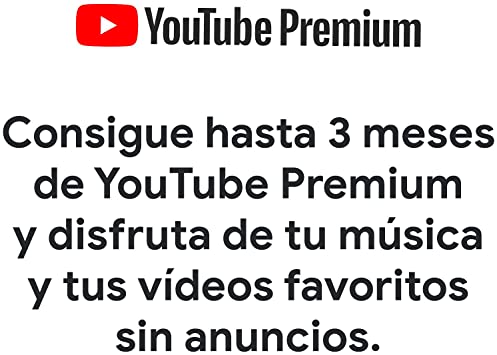 YouTube Premium
Consigue hasta 3 meses
de YouTube Premium
y disfruta de tu música
y tus vídeos favoritos
sin anuncios.